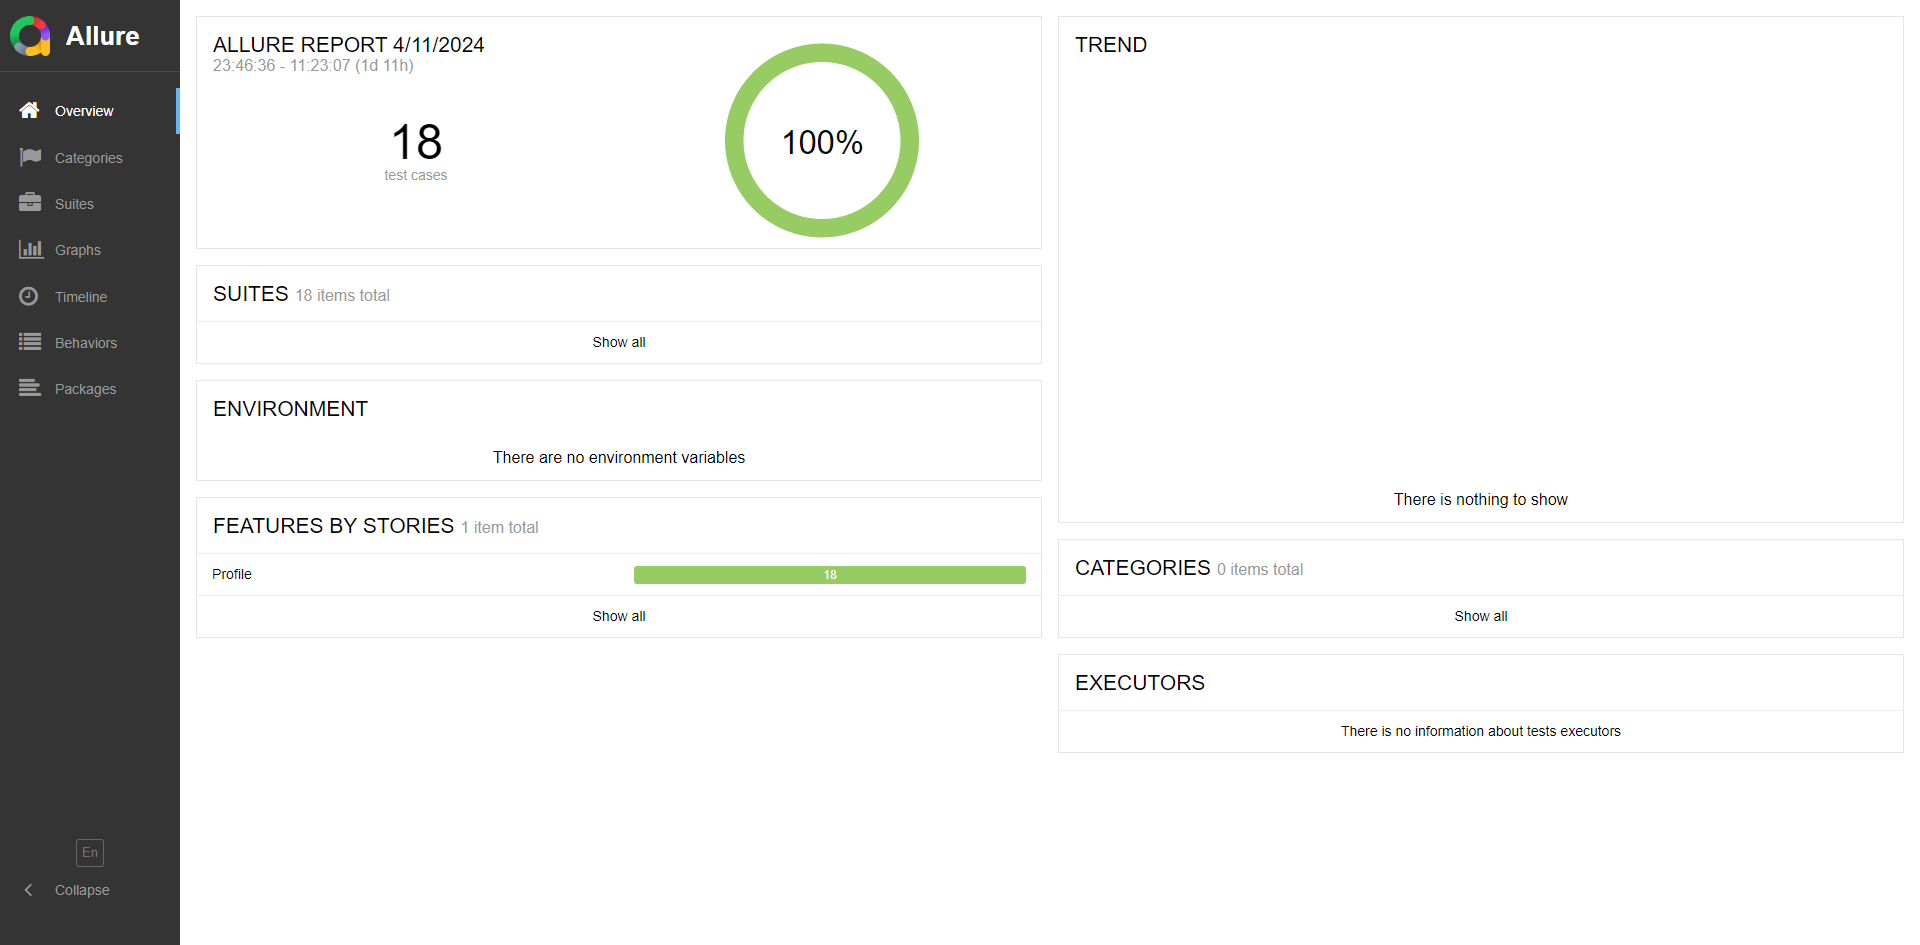 Allure
Overview
Categories
Suites
Graphs
Timeline
Behaviors
Packages
En
Collapse
ALLURE REPORT 4/11/2024
23:46:36 - 11:23:07 (1d 11h)
18
test cases
100%
SUITES 18 items total
Show all
ENVIRONMENT
There are no environment variables
FEATURES BY STORIES 1 item total
Profile 18
Show all
TREND
There is nothing to show
CATEGORIES 0 items total
Show all
EXECUTORS
There is no information about tests executors